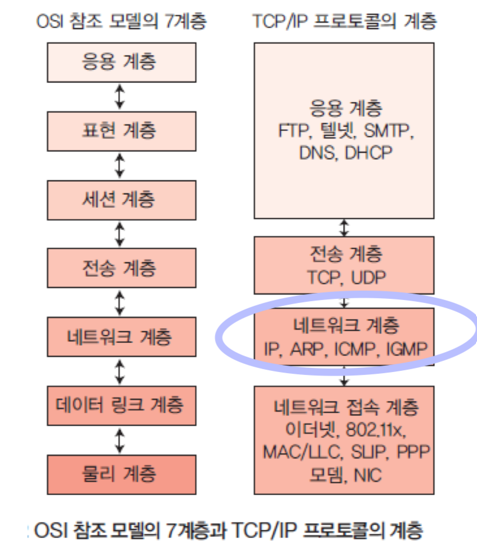 OSI 참조 모델의 7계층
응용 계층
표현 계층
세션 계층
전송 계층
네트워크 계층
데이터 링크 계층
물리 계층
TCP/IP 프로토콜의 계층
응용 계층
FTP, 텔넷, SMTP,
DNS, DHCP
전송 계층
TCP, UDP
네트워크 계층
IP, ARP, ICMP, IGMP
네트워크 접속 계층
이더넷, 802.11x,
MAC/LLC, SLIP, PPP
모뎀, NIC
: OSI 참조 모델의 7계층과 TCP/IP 프로토콜의 계층